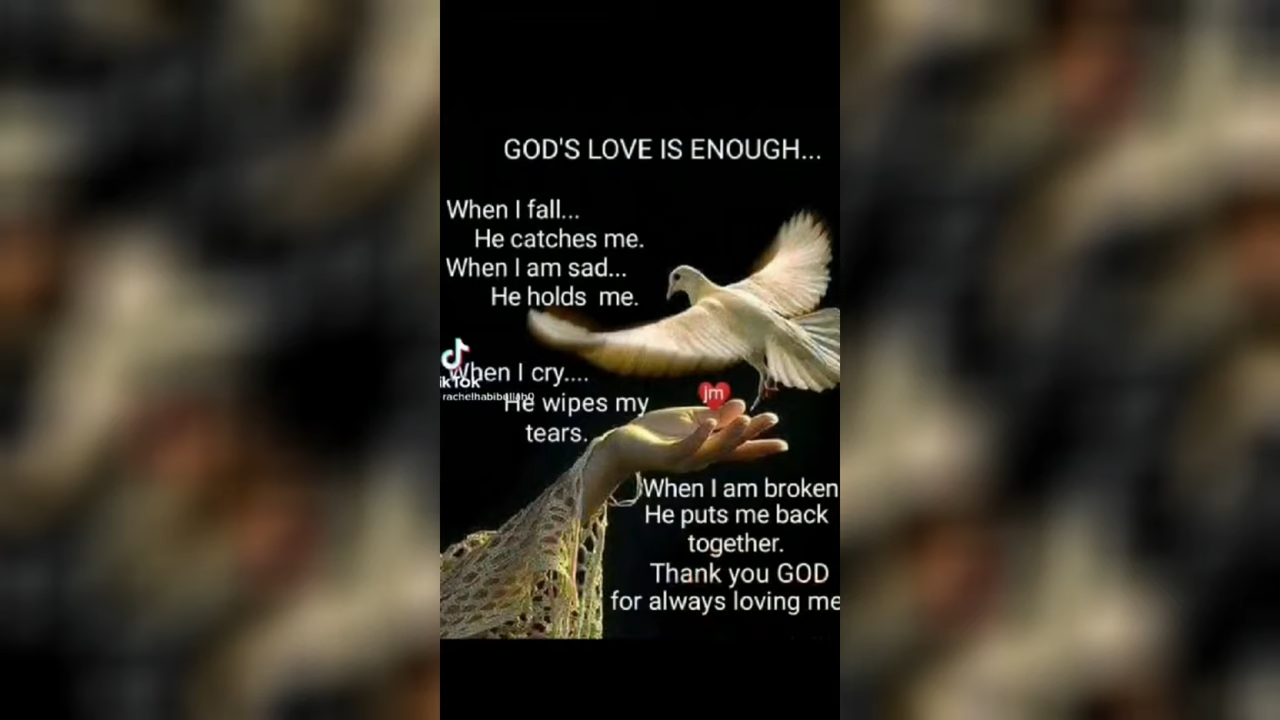 GOD'S LOVE IS ENOUGH...
When I fall...
He catches me.
When I am sad...
He holds me.
When I cry....
He wipes my
tears.
TikTok
rachelhabibullah0
jm
When I am broken
He puts me back
together.
Thank you GOD
for always loving me